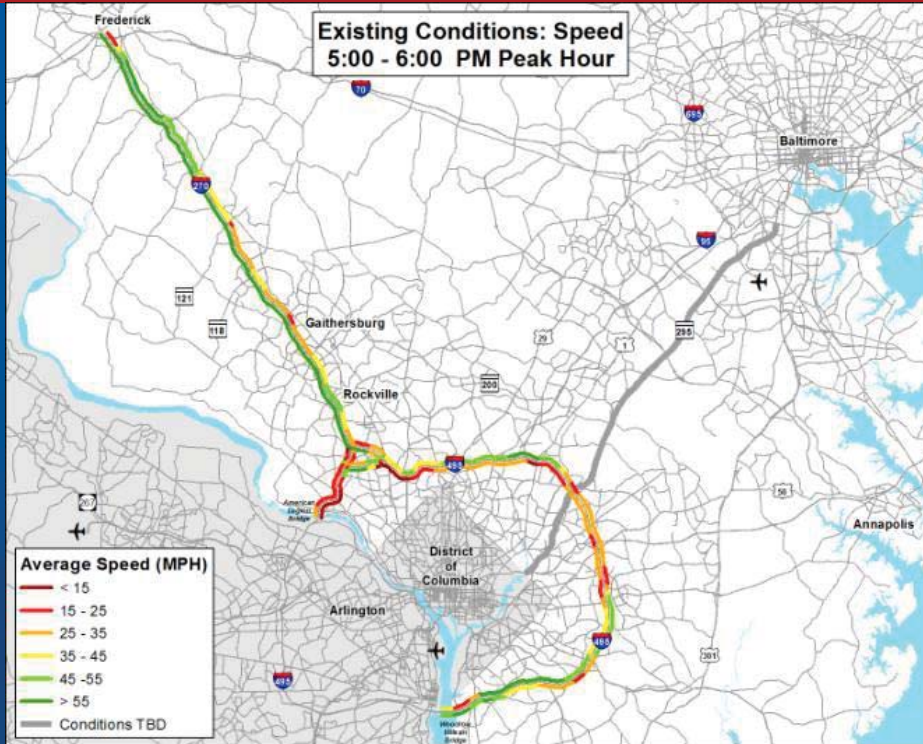 Frederick
Existing Conditions: Speed
5:00 - 6:00 PM Peak Hour
70
695
Baltimore
270
95
121
118
Gaithersburg
29
1
295
200
Rockville
495
50
267
American
Legion
Bridge
Annapolis
District
of
Columbia
Arlington
495
301
495
Woodrow
Wilson
Bridge
Average Speed (MPH)
< 15
15 - 25
25 - 35
35 - 45
45 -55
> 55
Conditions TBD